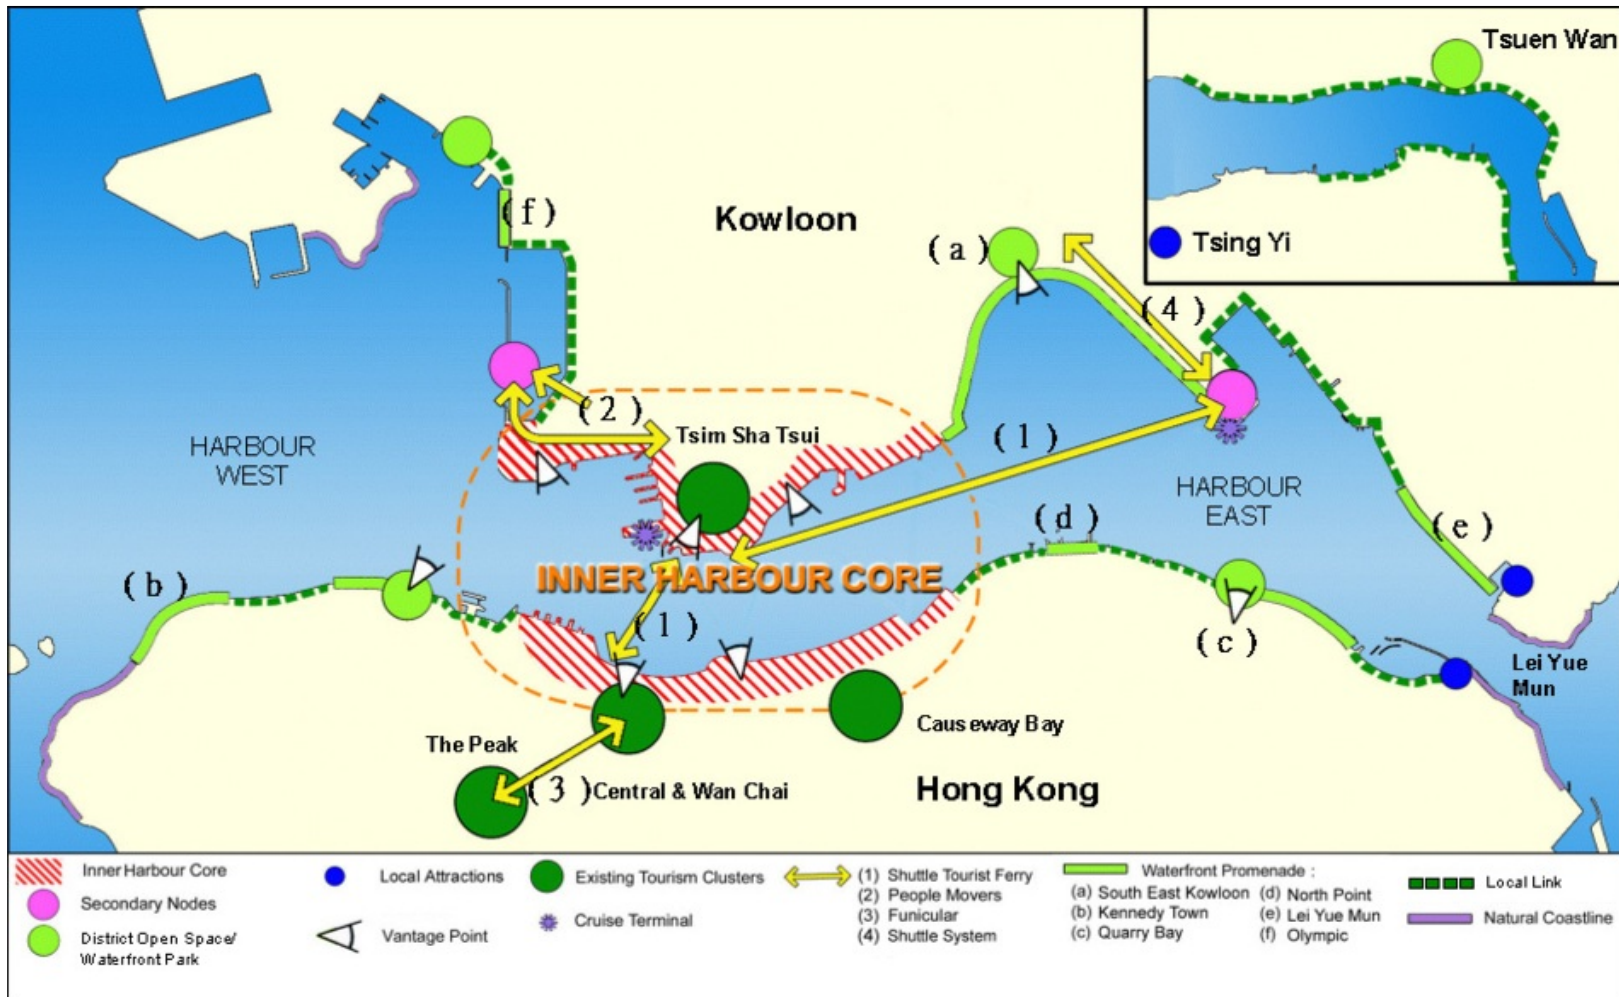 Tsuen Wan
Tsing Yi
( f )
Kowloon
( a )
( 4 )
( 2 )
Tsim Sha Tsui
( 1 )
HARBOUR
WEST
HARBOUR
EAST
( d )
( e )
INNER HARBOUR CORE
( b )
( 1 )
( c )
Lei Yue
Mun
Causeway Bay
The Peak
( 3 )
Central & Wan Chai
Hong Kong
Inner Harbour Core
Secondary Nodes
District Open Space/
Waterfront Park
Local Attractions
Vantage Point
Existing Tourism Clusters
Cruise Terminal
(1) Shuttle Tourist Ferry
(2) People Movers
(3) Funicular
(4) Shuttle System
Waterfront Promenade :
(a) South East Kowloon
(b) Kennedy Town
(c) Quarry Bay
(d) North Point
(e) Lei Yue Mun
(f) Olympic
Local Link
Natural Coastline